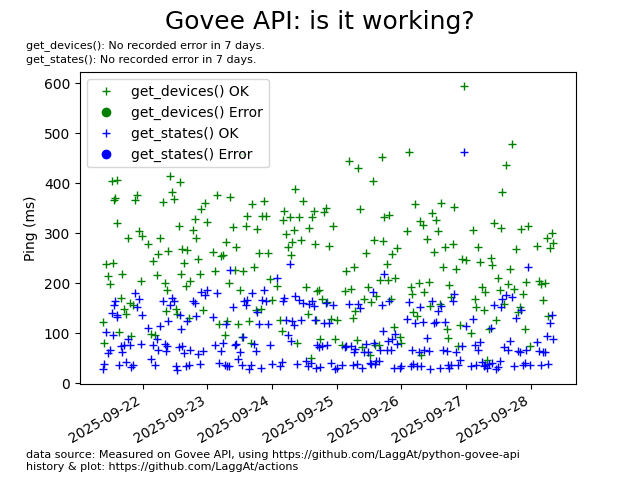 Govee API: is it working?
get_devices(): No recorded error in 7 days.
get_states(): No recorded error in 7 days.
get_devices() OK
get_devices() Error
get_states() OK
get_states() Error
Ping (ms)
600
500
400
300
200
100
0
2025-09-22
2025-09-23
2025-09-24
2025-09-25
2025-09-26
2025-09-27
2025-09-28
data source: Measured on Govee API, using https://github.com/LaggAt/python-govee-api
history & plot: https://github.com/LaggAt/actions